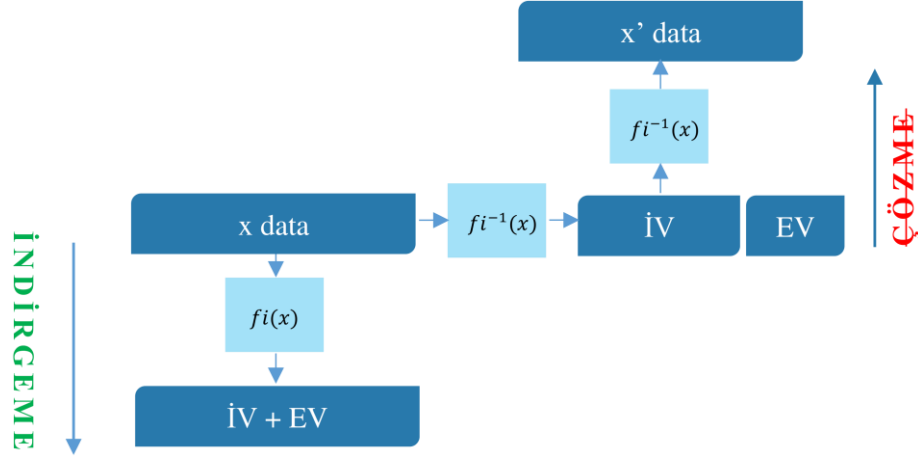 x’ data
fi⁻¹(x)
x data
fi⁻¹(x)
İV
EV
fi(x)
İV + EV
İNDİRGEME
ÇÖZME